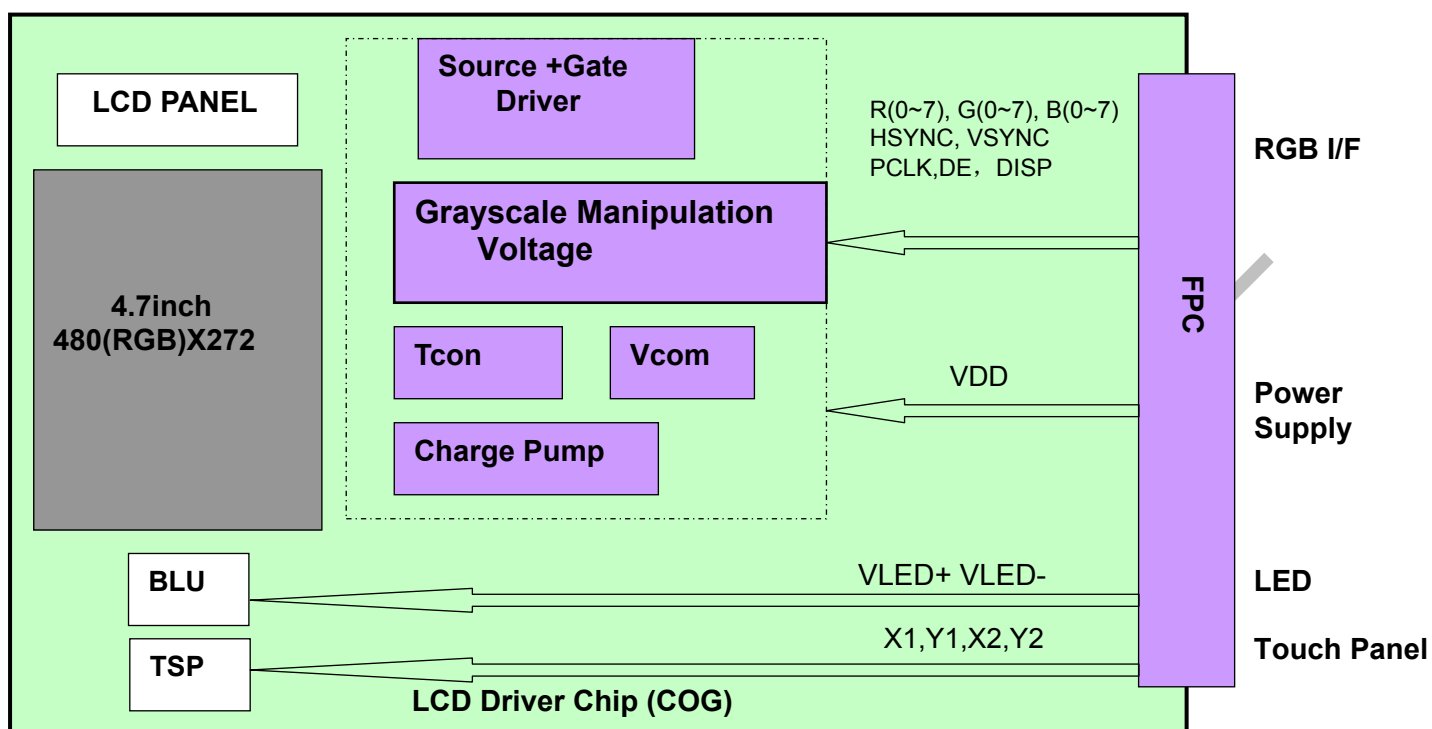 LCD PANEL
4.7inch
480(RGB)X272
Source +Gate
Driver
Grayscale Manipulation
Voltage
Tcon
Vcom
Charge Pump
R(0~7), G(0~7), B(0~7)
HSYNC, VSYNC
PCLK,DE，DISP
VDD
BLU
VLED+ VLED-
TSP
X1,Y1,X2,Y2
LCD Driver Chip (COG)
FPC
RGB I/F
Power
Supply
LED
Touch Panel